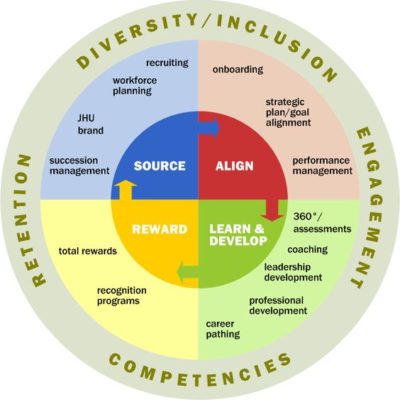 DIVERSITY/INCLUSION
ENGAGEMENT
COMPETENCIES
RETENTION
recruiting
workforce
planning
JHU
brand
succession
management
SOURCE
onboarding
strategic
plan/goal
alignment
performance
management
ALIGN
360°/
assessments
coaching
leadership
development
professional
development
career
pathing
LEARN &
DEVELOP
total rewards
recognition
programs
REWARD